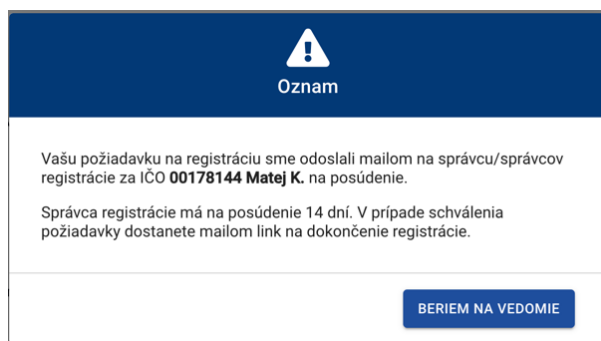 Oznam
Vašu požiadavku na registráciu sme odoslali mailom na správcu/správcov
registrácie za IČO 00178144 Matej K. na posúdenie.
Správca registrácie má na posúdenie 14 dní. V prípade schválenia
požiadavky dostanete mailom link na dokončenie registrácie.
BERIEM NA VEDOMIE